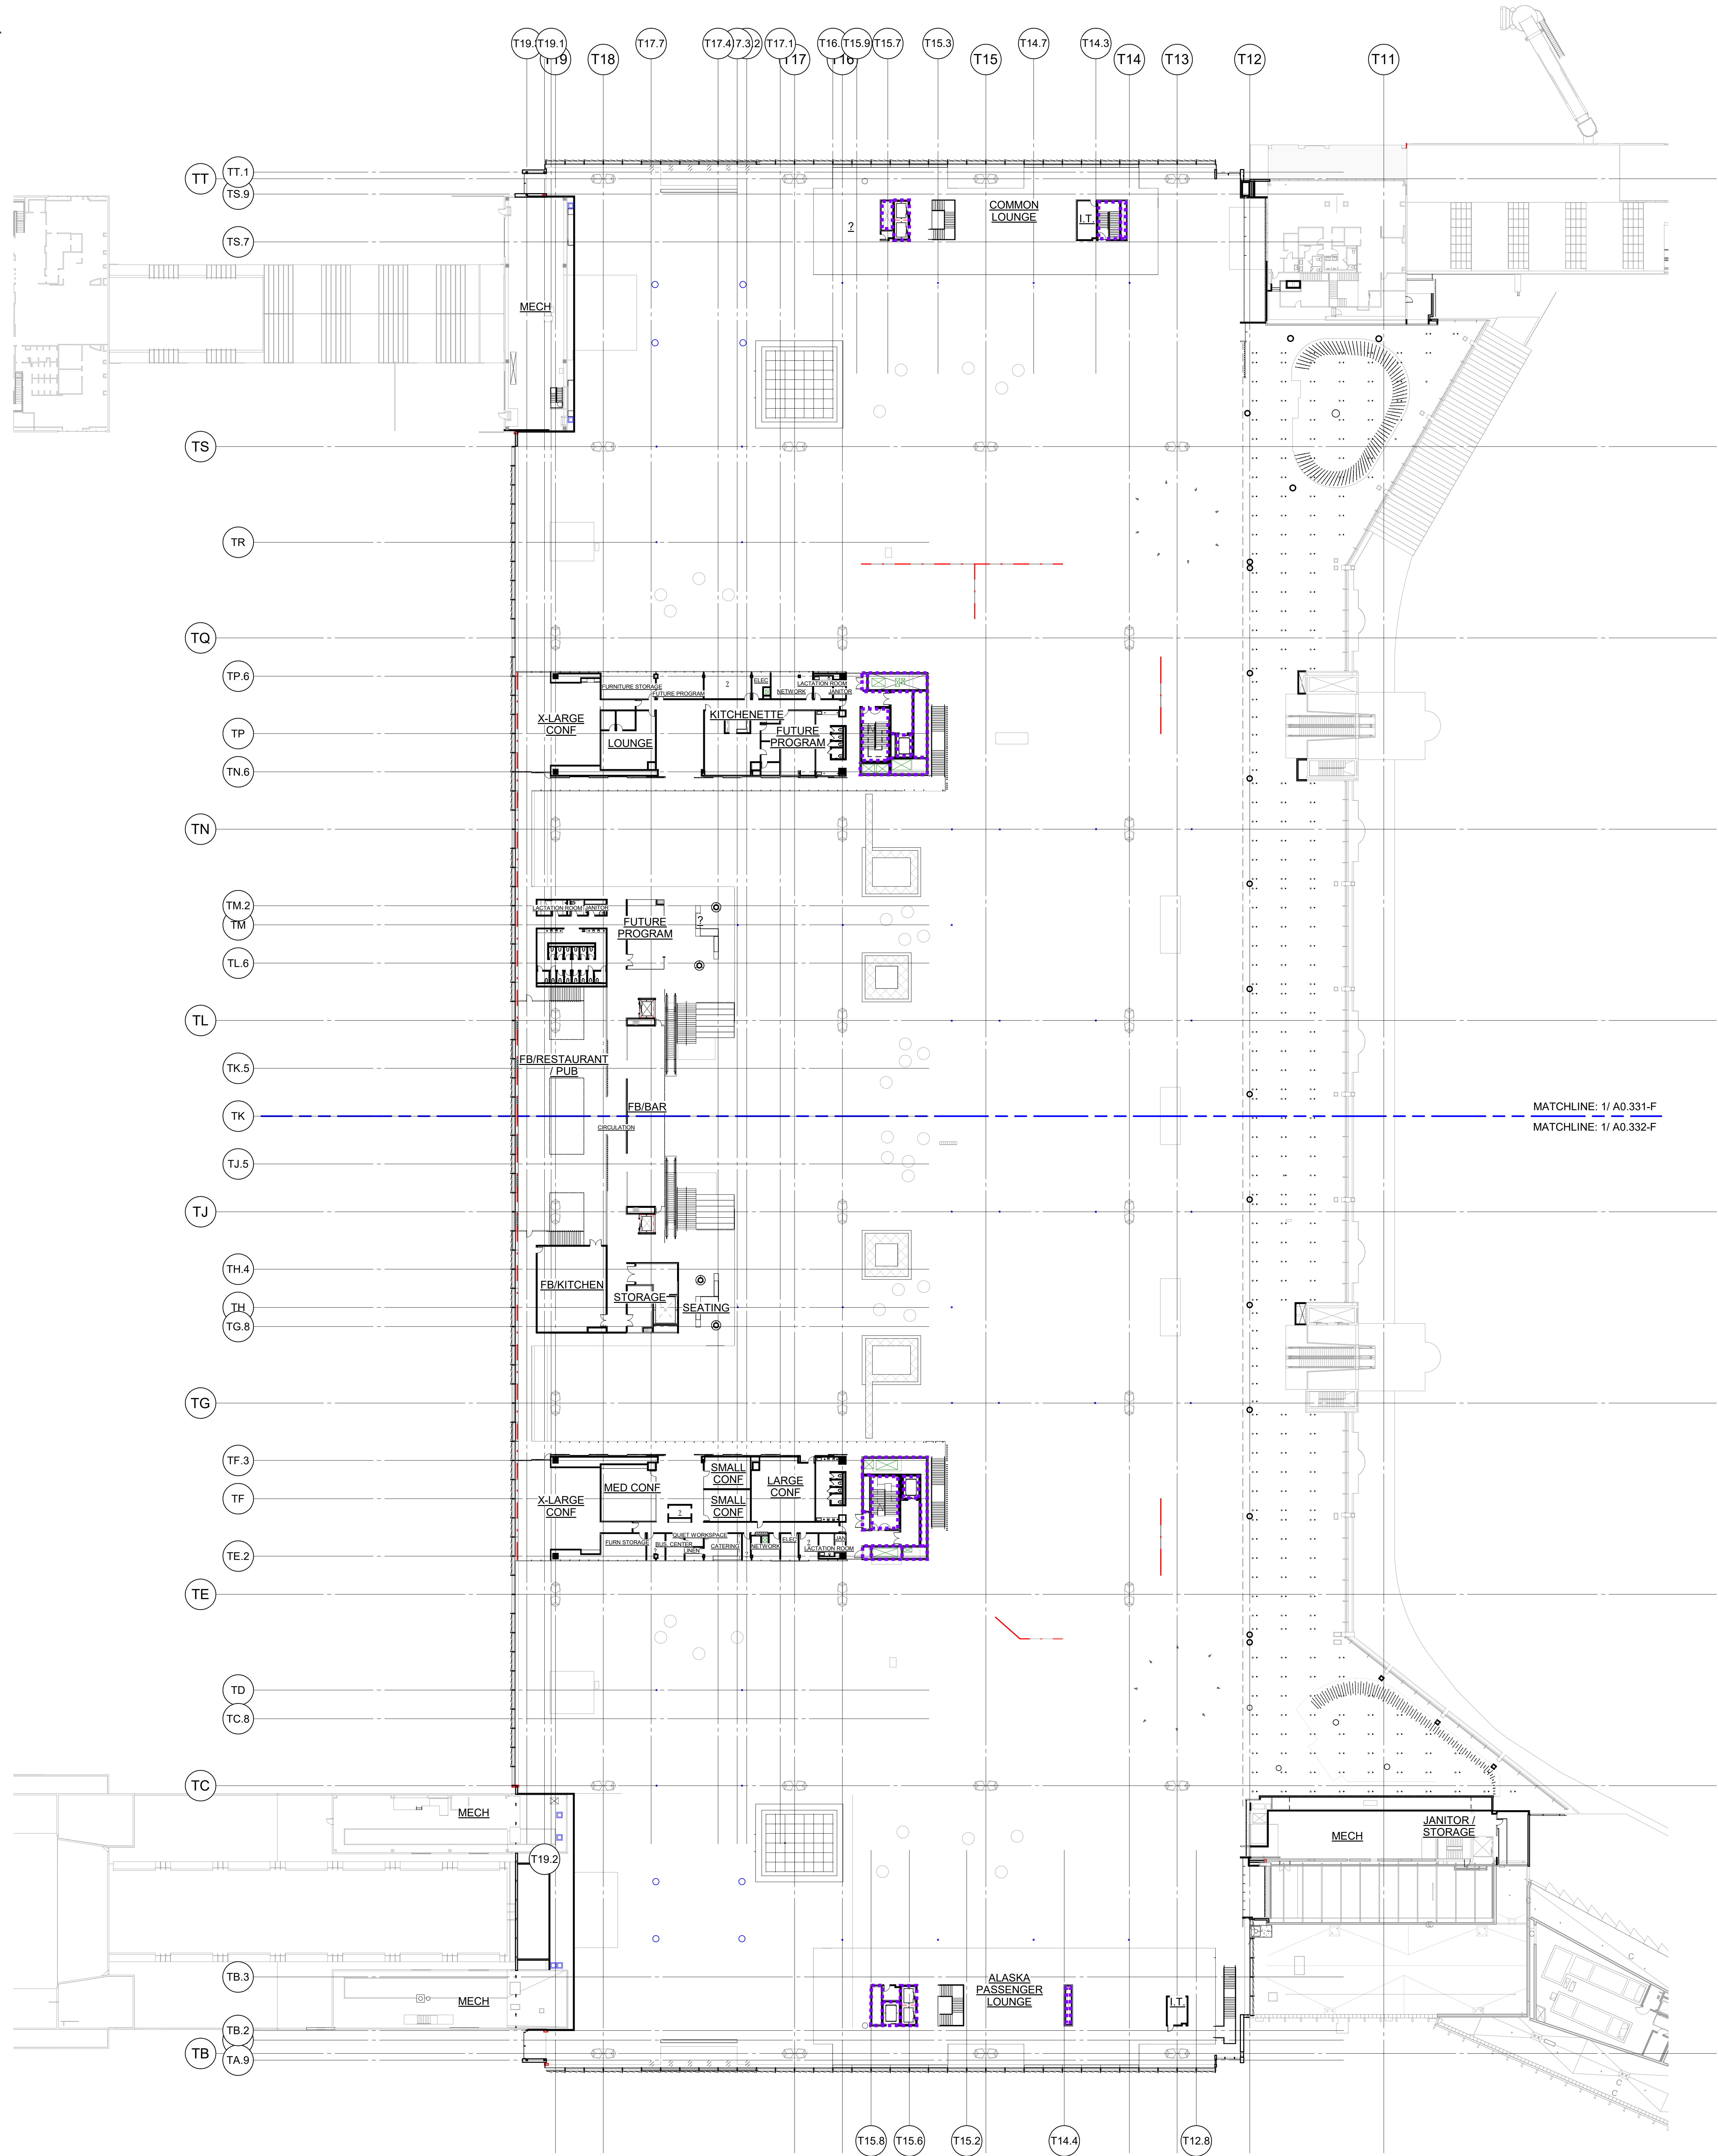 T19.
T19.1
T17.7
T17.4
T17.1
T16.
T15.9
T15.7
T15.3
T14.7
T14.3
T18
T17
T15
T14
T13
T12
T11
TT
TT.1
TS.9
TS.7
TS
TR
TQ
TP.6
TP
TN.6
TN
TM.2
TM
TL.6
TL
TK.5
TK
TJ.5
TJ
TH.4
TH
TG.8
TG
TF.3
TF
TE.2
TE
TD
TC.8
TC
TB.3
TB.2
TB
TA.9
COMMON
LOUNGE
I.T.
?
MECH
FURNITURE STORAGE
FUTURE PROGRAM
?
ELEC
NETWORK
LACTATION ROOM
JANITOR
X-LARGE
CONF
LOUNGE
KITCHENETTE
FUTURE
PROGRAM
LACTATION ROOM
JANITOR
FUTURE
PROGRAM
?
FB/RESTAURANT
/ PUB
FB/BAR
CIRCULATION
MATCHLINE: 1/ A0.331-F
MATCHLINE: 1/ A0.332-F
FB/KITCHEN
STORAGE
SEATING
X-LARGE
CONF
MED CONF
SMALL
CONF
SMALL
CONF
LARGE
CONF
?
QUIET WORKSPACE
FURN STORAGE
BUS. CENTER
?
LINEN
CATERING
?
NETWORK
ELEC
?
JAN
LACTATION ROOM
MECH
T19.2
MECH
MECH
JANITOR /
STORAGE
ALASKA
PASSENGER
LOUNGE
I.T.
C
C
C
C
C
C
T15.8
T15.6
T15.2
T14.4
T12.8